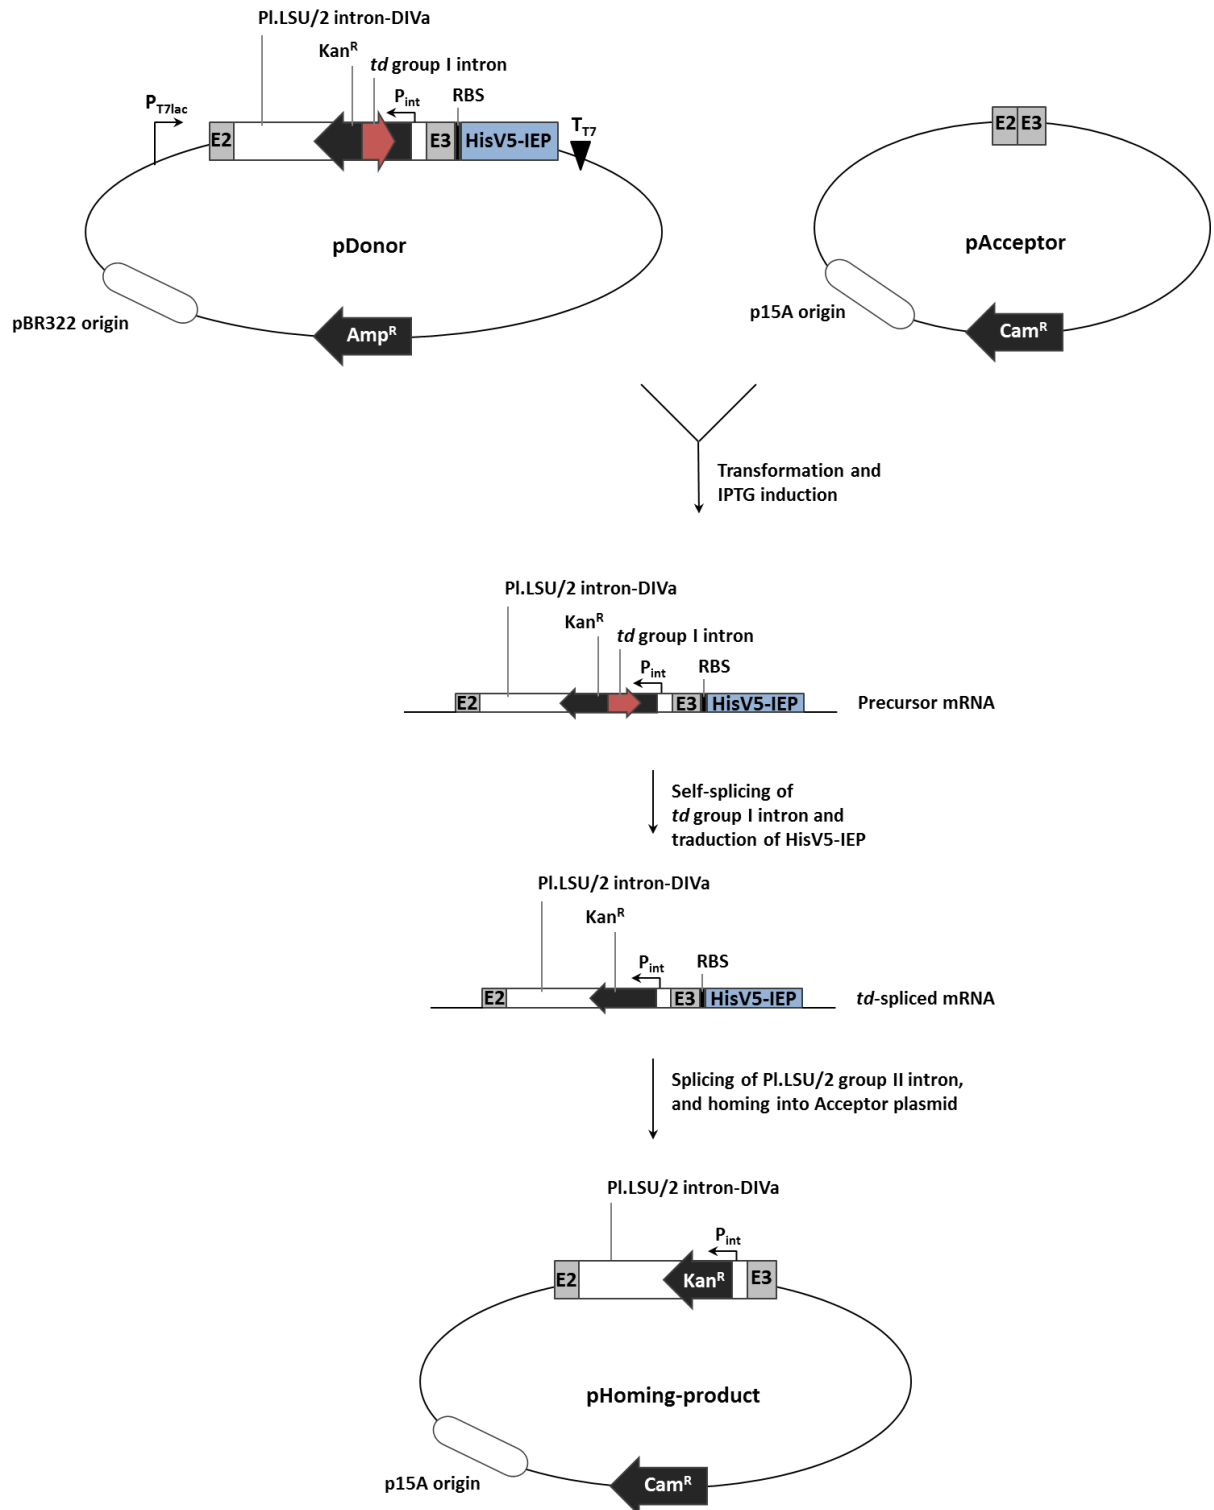 Pl.LSU/2 intron-DIVa
KanR
td group I intron
PT7lac
Pint
RBS
TT7
E2
E3
HisV5-IEP
pDonor
pBR322 origin
AmpR
E2 E3
pAcceptor
p15A origin
CamR
Transformation and
IPTG induction
Pl.LSU/2 intron-DIVa
KanR
td group I intron
Pint
RBS
E2
E3
HisV5-IEP
Precursor mRNA
Self-splicing of
td group I intron and
traduction of HisV5-IEP
Pl.LSU/2 intron-DIVa
KanR
Pint
RBS
E2
E3
HisV5-IEP
td-spliced mRNA
Splicing of Pl.LSU/2 group II intron,
and homing into Acceptor plasmid
Pl.LSU/2 intron-DIVa
Pint
E2
KanR
E3
pHoming-product
p15A origin
CamR